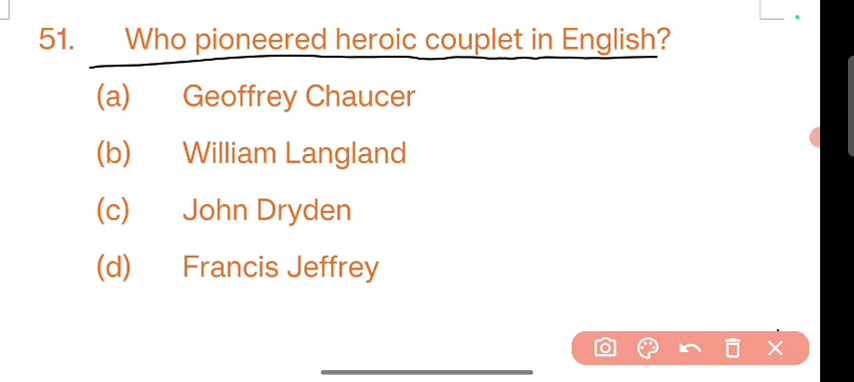 51. Who pioneered heroic couplet in English?
(a) Geoffrey Chaucer
(b) William Langland
(c) John Dryden
(d) Francis Jeffrey